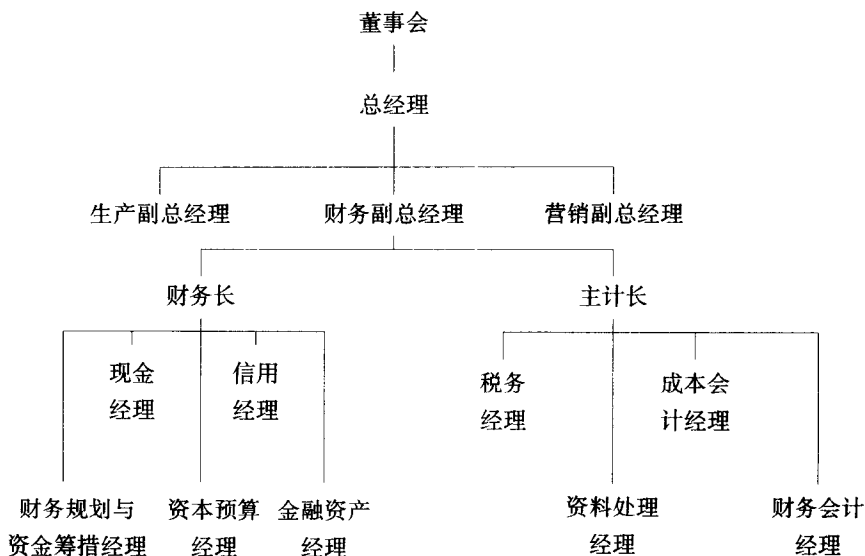 董事会
总经理
生产副总经理
财务副总经理
营销副总经理
财务长
主计长
现金
经理
信用
经理
税务
经理
成本会
计经理
财务规划与
资金筹措经理
资本预算
经理
金融资产
经理
资料处理
经理
财务会计
经理